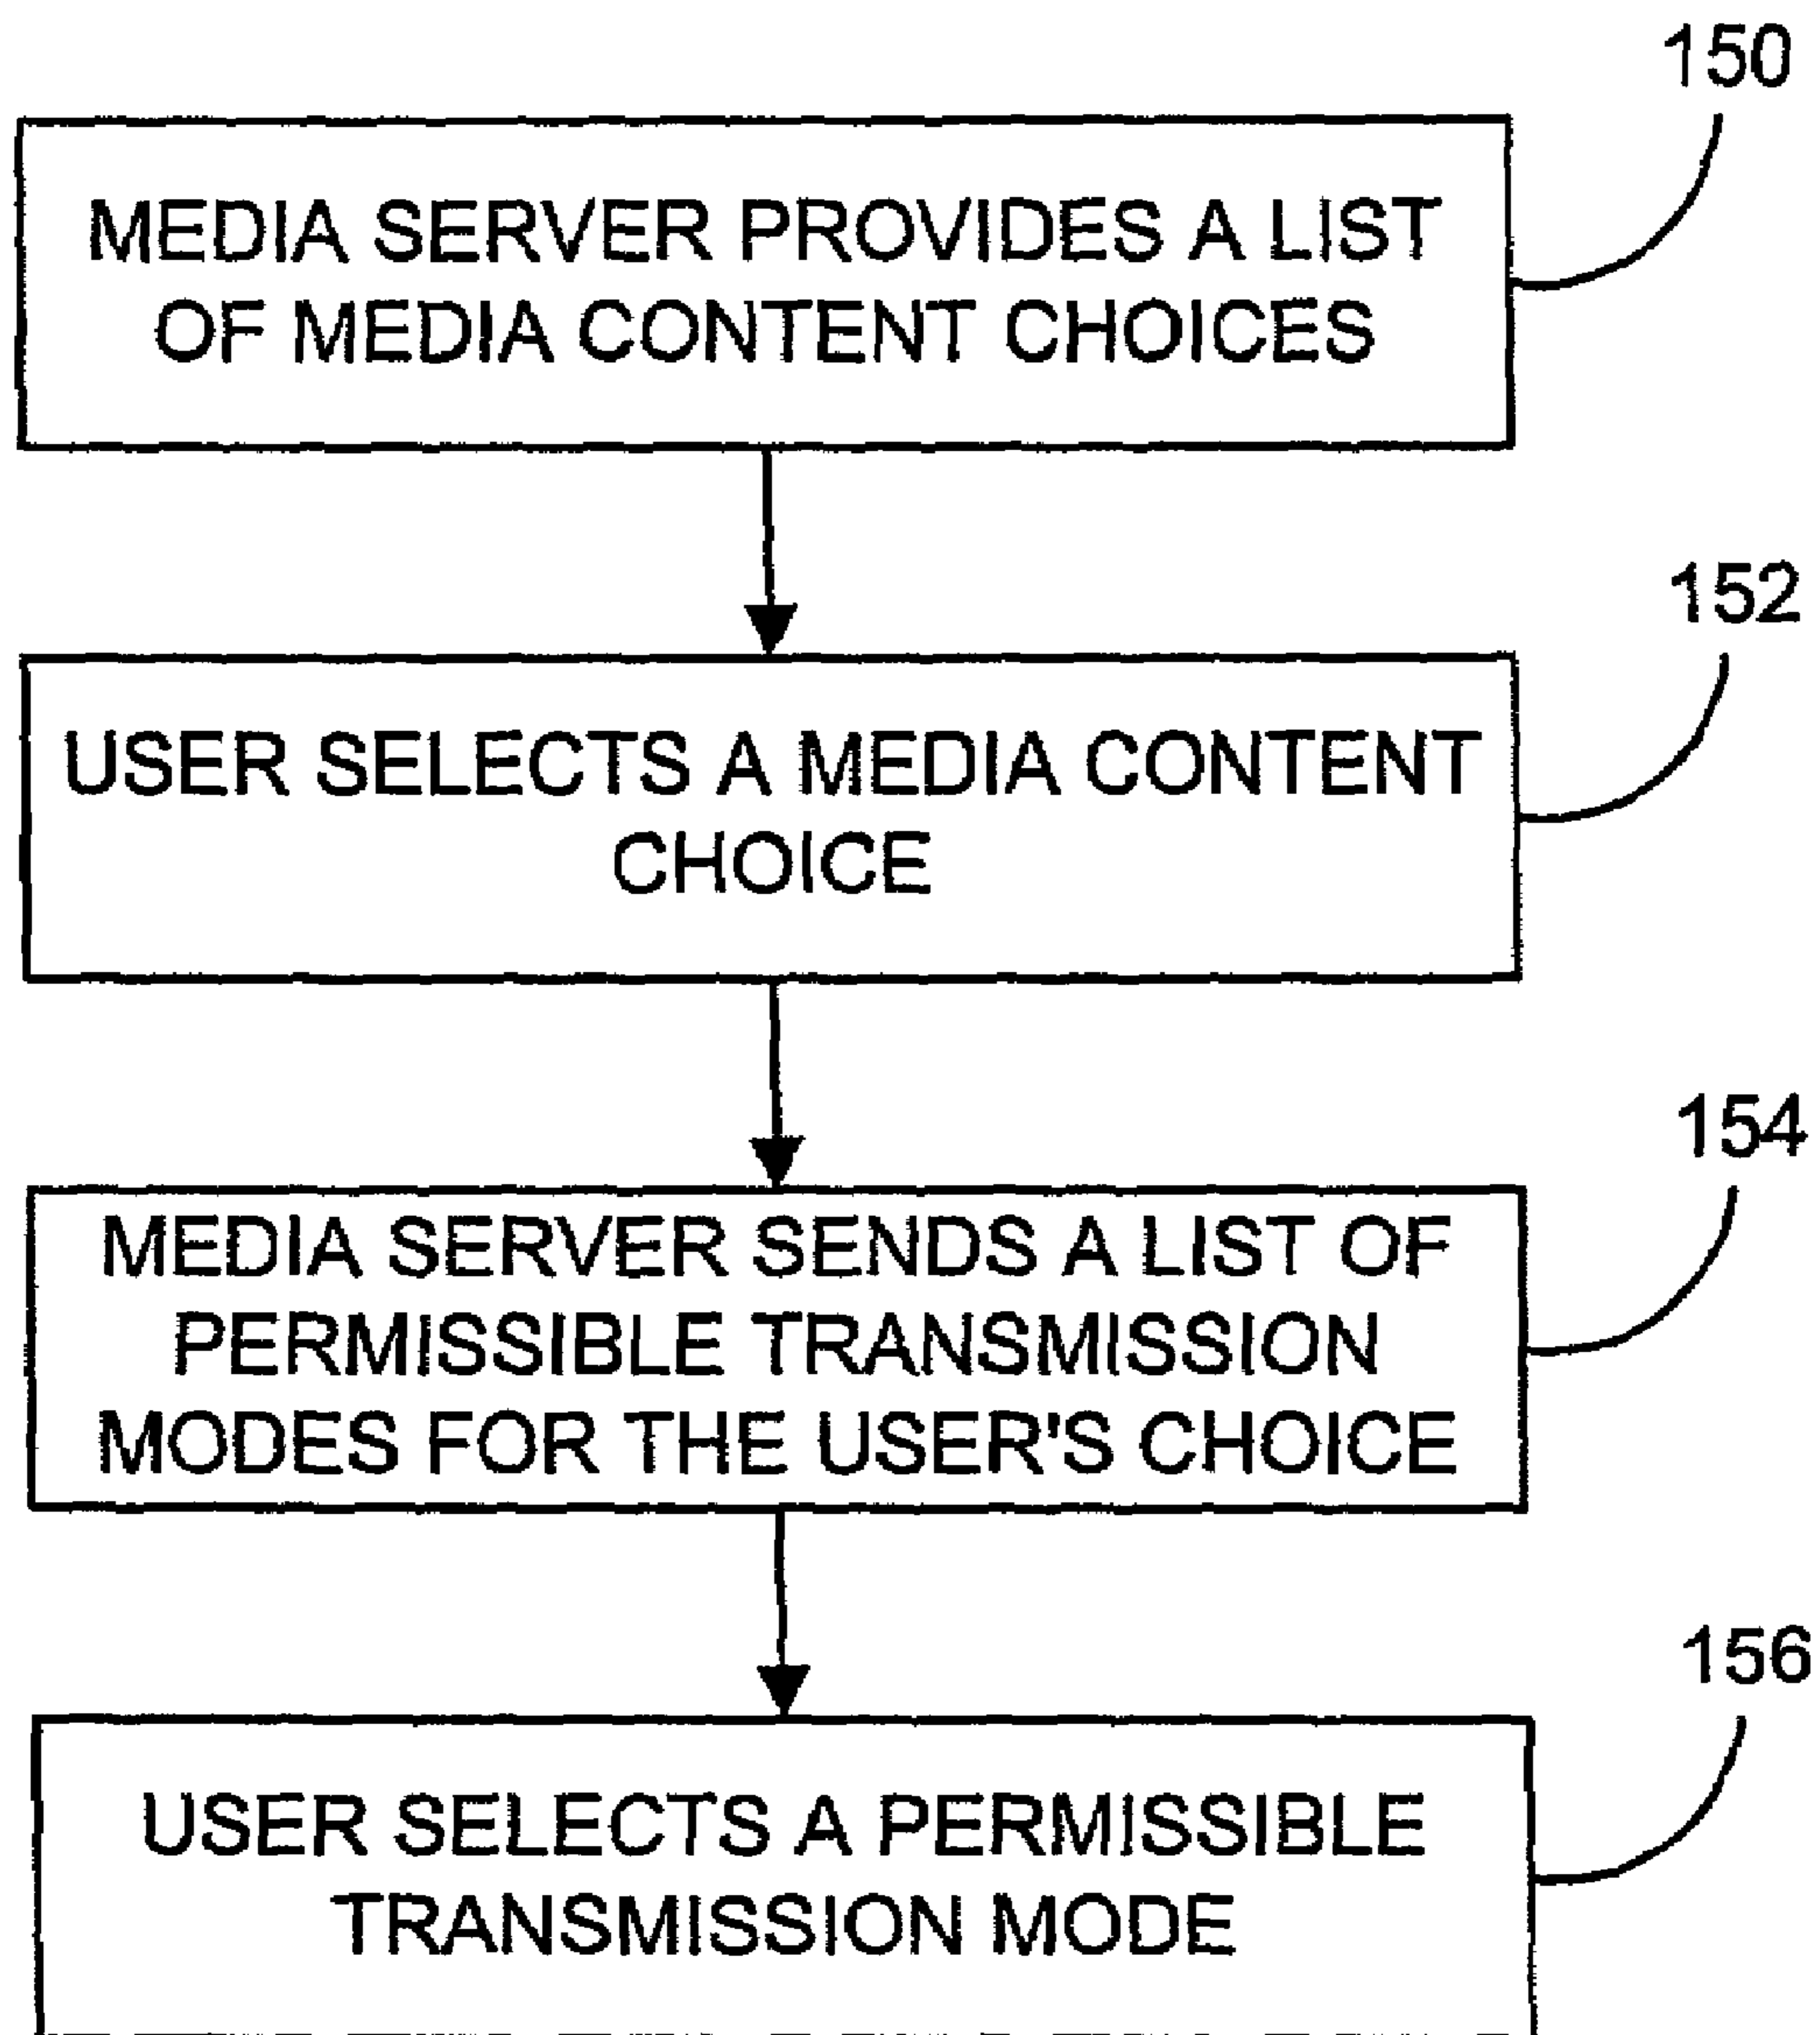 150
MEDIA SERVER PROVIDES A LIST
OF MEDIA CONTENT CHOICES
152
USER SELECTS A MEDIA CONTENT
CHOICE
154
MEDIA SERVER SENDS A LIST OF
PERMISSIBLE TRANSMISSION
MODES FOR THE USER'S CHOICE
156
USER SELECTS A PERMISSIBLE
TRANSMISSION MODE